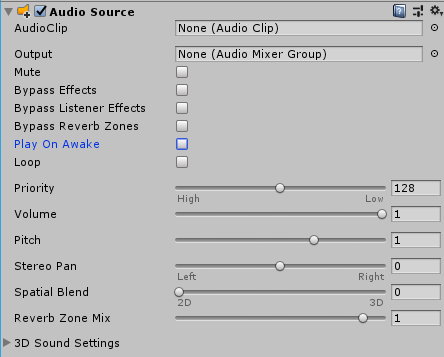 Audio Source
AudioClip None (Audio Clip)
Output None (Audio Mixer Group)
Mute
Bypass Effects
Bypass Listener Effects
Bypass Reverb Zones
Play On Awake
Loop
Priority 128
High Low
Volume 1
Pitch 1
Stereo Pan 0
Left Right
Spatial Blend 0
2D 3D
Reverb Zone Mix 1
3D Sound Settings